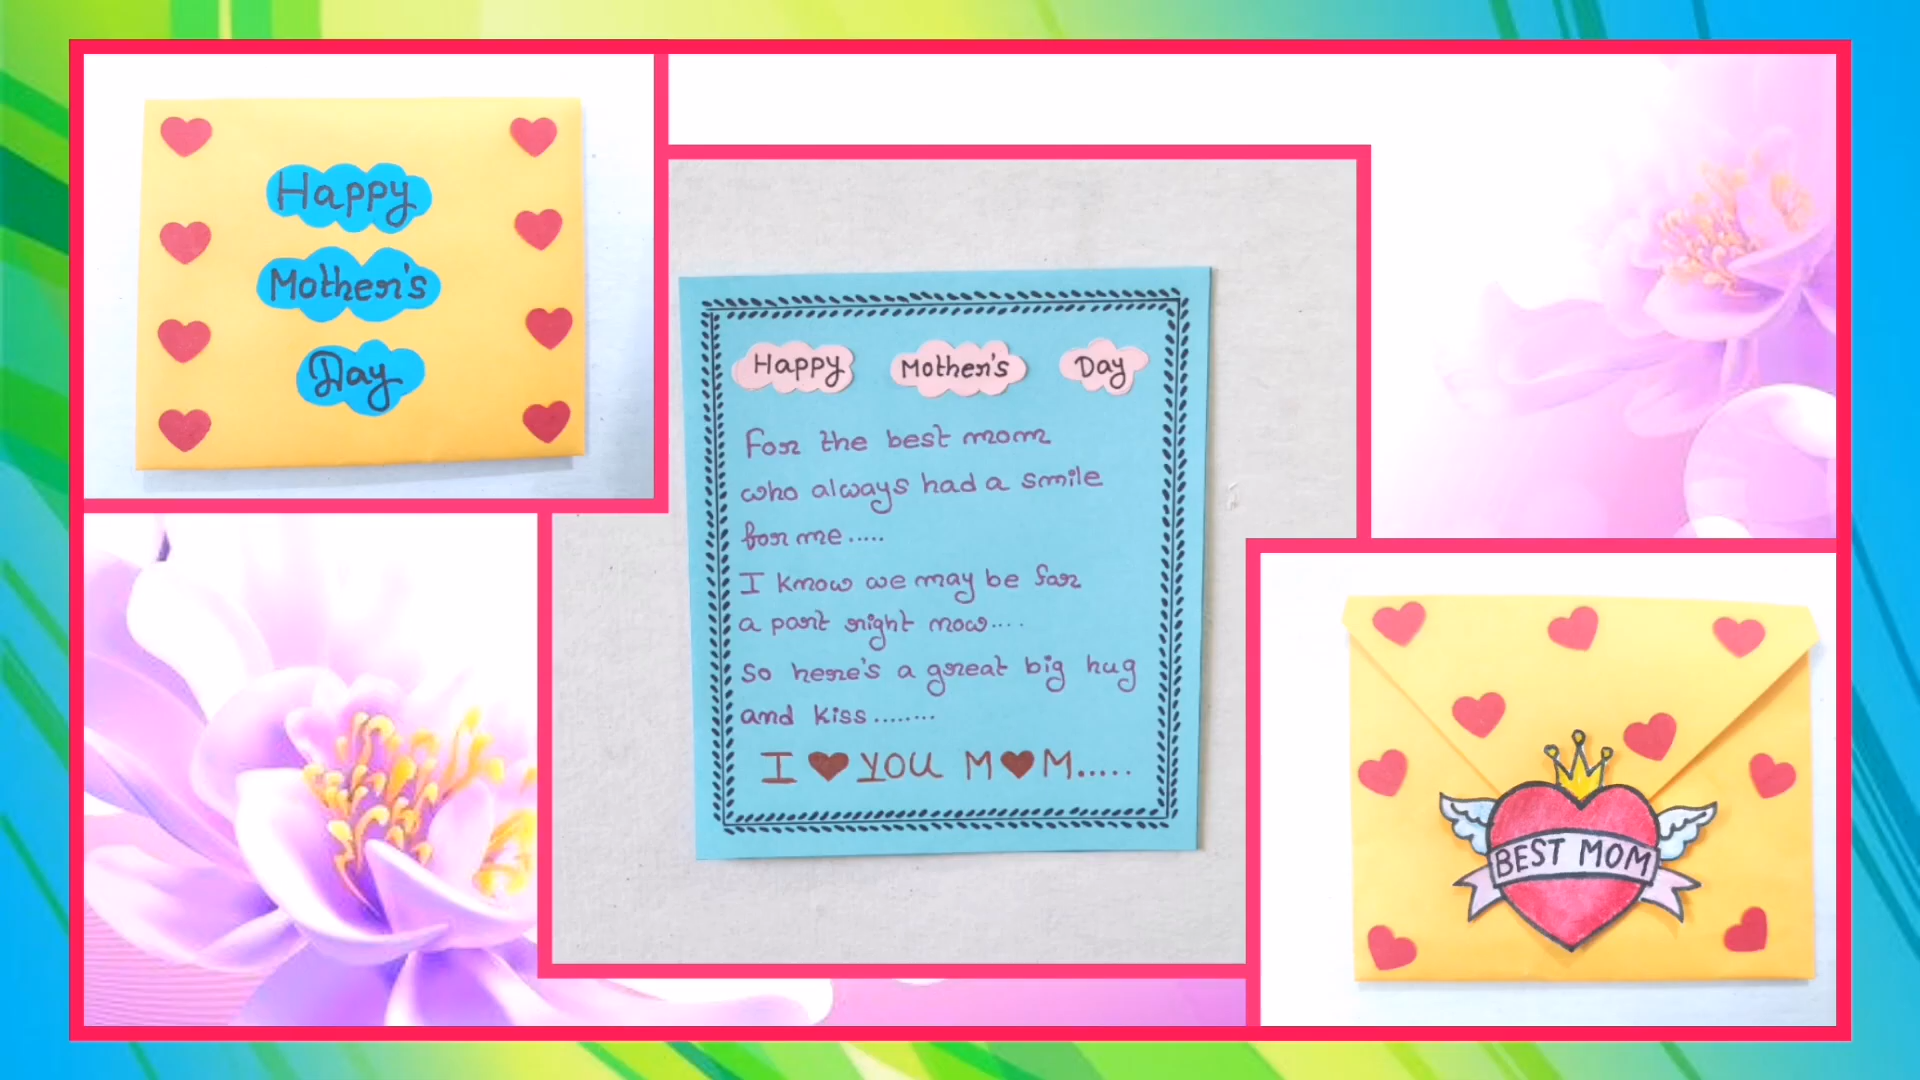 Happy
Mother's
Day
Happy Mother's Day
For the best mom
who always had a smile
for me.....
I know we may be far
a part right now....
So here's a great big hug
and kiss........
I ♥ YOU M♥M.....
BEST MOM